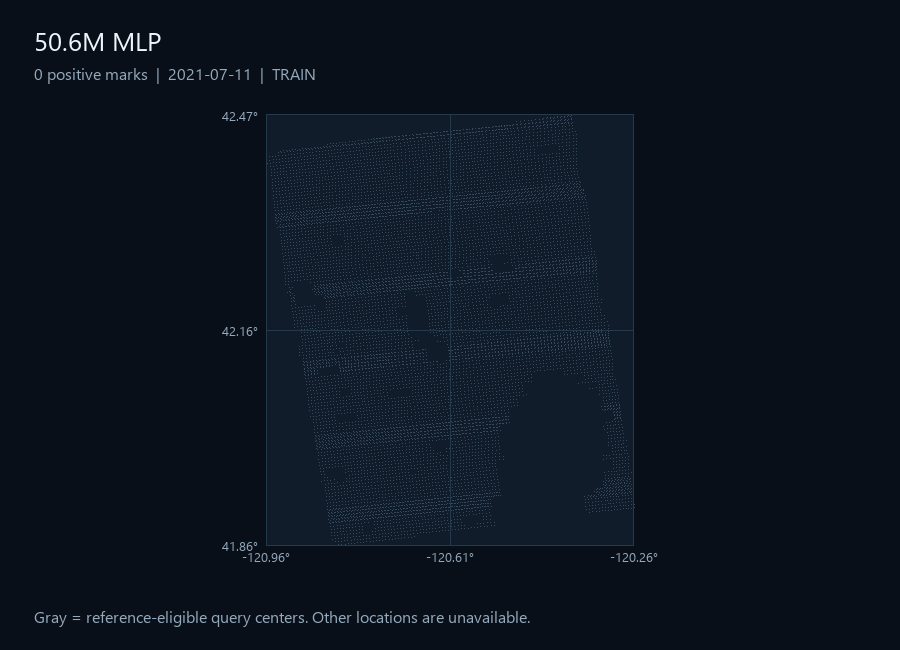 50.6M MLP
0 positive marks | 2021-07-11 | TRAIN
42.47°
42.16°
41.86°
-120.96° -120.61° -120.26°
Gray = reference-eligible query centers. Other locations are unavailable.